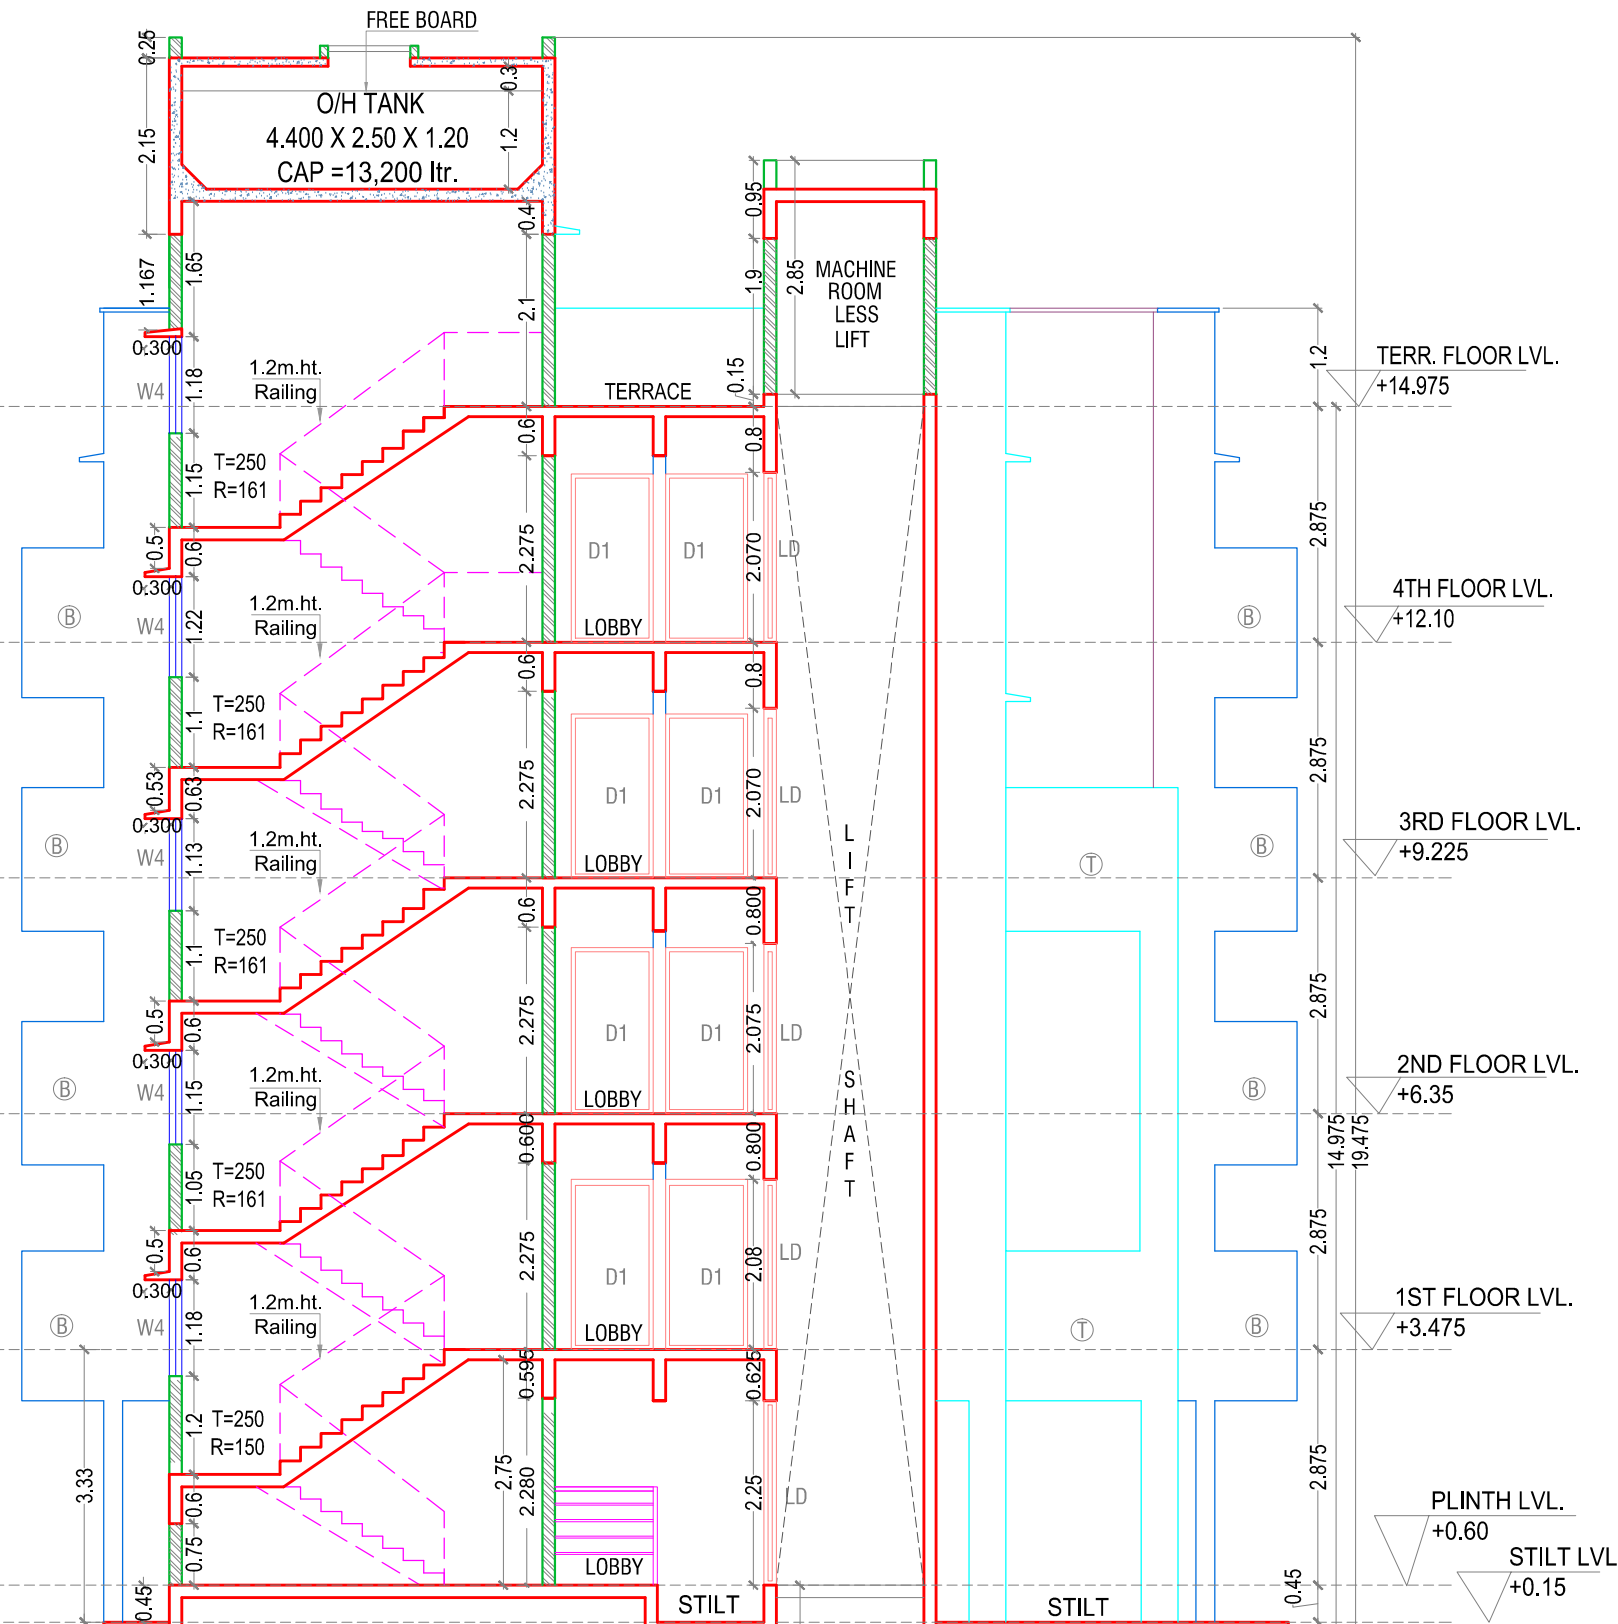 FREE BOARD
0.25
O/H TANK
4.400 X 2.50 X 1.20
CAP =13,200 ltr.
0.3
1.2
2.15
0.4
0.95
1.167
1.65
2.1
1.9
2.85
MACHINE
ROOM
LESS
LIFT
0.300
W4
1.18
1.2m.ht.
Railing
TERRACE
0.15
1.2
TERR. FLOOR LVL.
+14.975
0.6
0.8
1.15
T=250
R=161
0.5
0.6
2.275
D1
D1
2.070
LD
2.875
0.300
B
W4
1.22
1.2m.ht.
Railing
LOBBY
B
4TH FLOOR LVL.
+12.10
0.6
0.8
1.1
T=250
R=161
0.53
0.63
2.275
D1
D1
2.070
LD
2.875
0.300
B
W4
1.13
1.2m.ht.
Railing
LOBBY
L
I
F
T
T
B
3RD FLOOR LVL.
+9.225
0.6
0.800
1.1
T=250
R=161
0.5
0.6
2.275
D1
D1
2.075
LD
2.875
0.300
B
W4
1.15
1.2m.ht.
Railing
LOBBY
S
H
A
F
T
B
2ND FLOOR LVL.
+6.35
0.600
0.800
14.975
19.475
1.05
T=250
R=161
0.5
0.6
2.275
D1
D1
2.08
LD
2.875
0.300
B
W4
1.18
1.2m.ht.
Railing
LOBBY
T
B
1ST FLOOR LVL.
+3.475
0.595
0.625
1.2
T=250
R=150
3.33
0.6
2.75
2.280
2.25
LD
2.875
PLINTH LVL.
+0.60
0.75
LOBBY
STILT LVL
+0.15
0.45
STILT
STILT
0.45